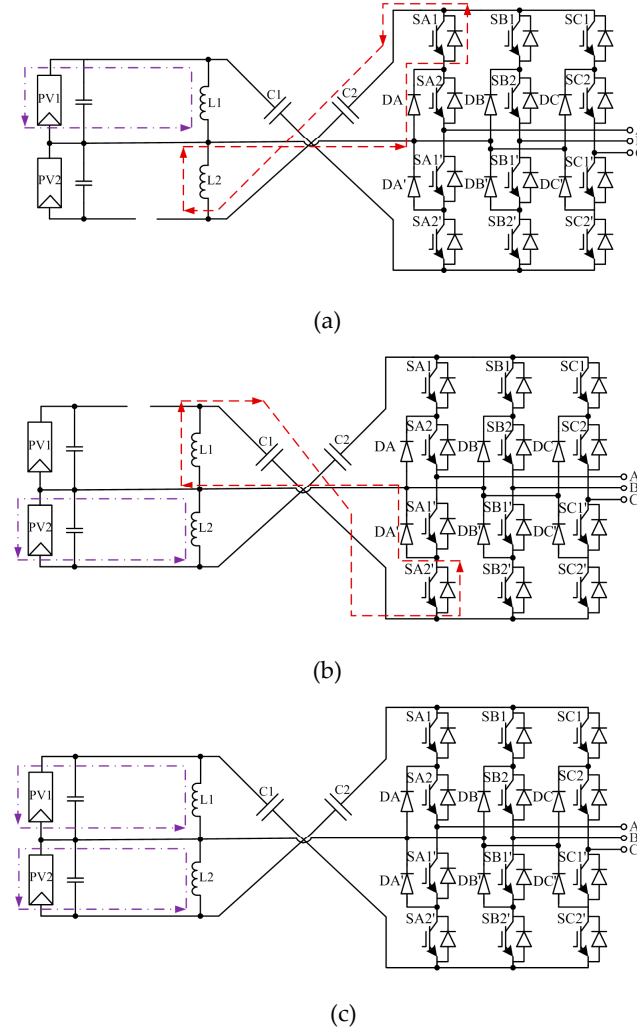 SA1 SB1 SC1
PV1 L1 C1 C2 SA2 SB2 SC2
DA DB DC
PV2 L2 SA1' SB1' SC1'
DA' DB' DC'
SA2' SB2' SC2'
(a)
SA1 SB1 SC1
PV1 L1 C1 C2 SA2 SB2 SC2
DA DB DC
A
B
C
PV2 L2 SA1' SB1' SC1'
DA' DB' DC'
SA2' SB2' SC2'
(b)
SA1 SB1 SC1
PV1 L1 C1 C2 SA2 SB2 SC2
DA DB DC
A
B
C
PV2 L2 SA1' SB1' SC1'
DA' DB' DC'
SA2' SB2' SC2'
(c)